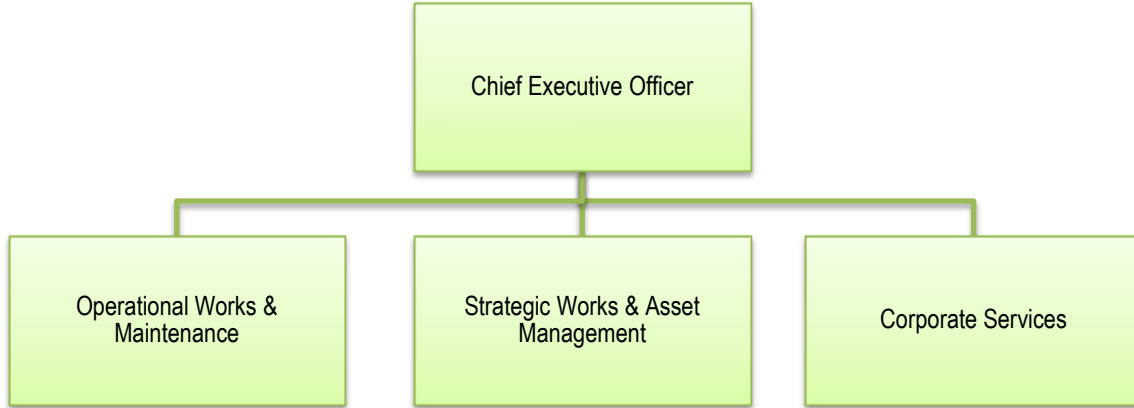 Chief Executive Officer
Operational Works &
Maintenance
Strategic Works & Asset
Management
Corporate Services